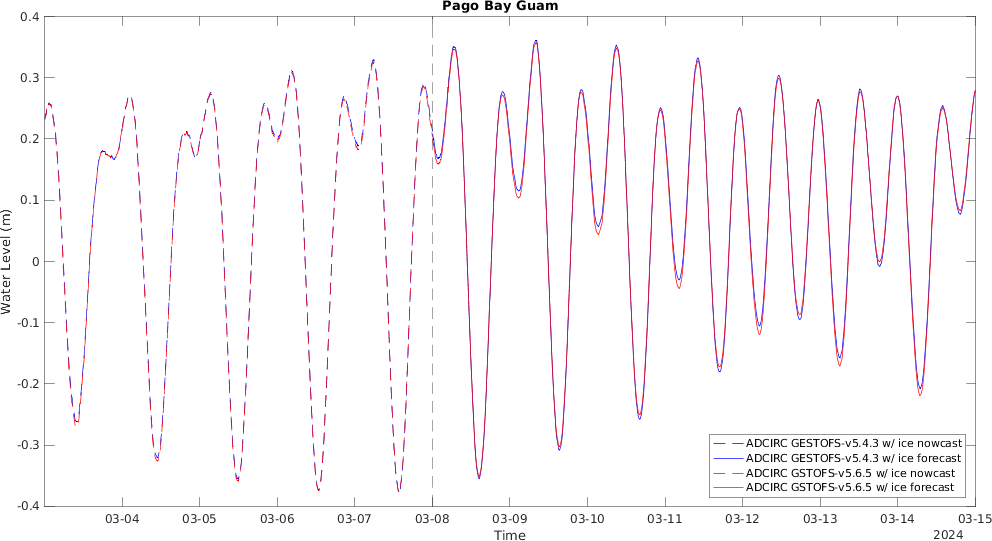 Pago Bay Guam
0.4
0.3
0.2
0.1
0
-0.1
-0.2
-0.3
-0.4
Water Level (m)
ADCIRC GESTOFS-v5.4.3 w/ ice nowcast
ADCIRC GESTOFS-v5.4.3 w/ ice forecast
ADCIRC GSTOFS-v5.6.5 w/ ice nowcast
ADCIRC GSTOFS-v5.6.5 w/ ice forecast
03-04 03-05 03-06 03-07 03-08 03-09 03-10 03-11 03-12 03-13 03-14 03-15
Time
2024